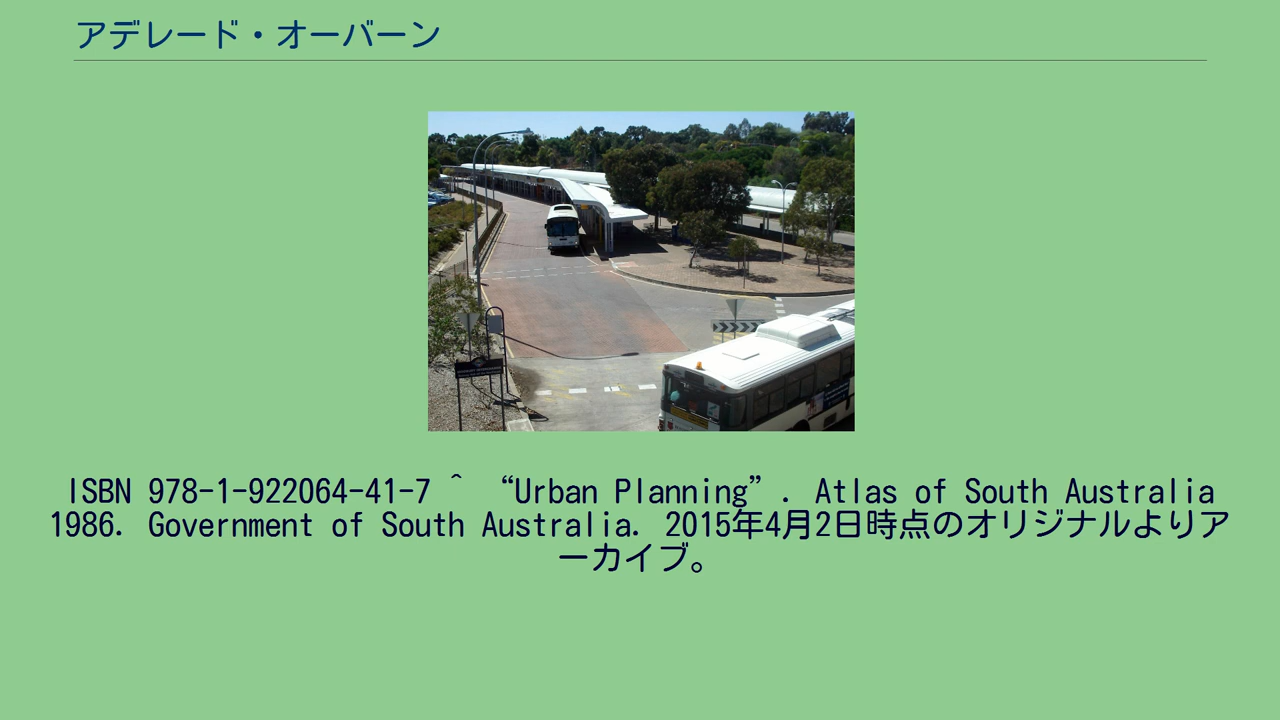 アデレード・オーバーン
ISBN 978-1-922064-41-7 ^ “Urban Planning”. Atlas of South Australia
1986. Government of South Australia. 2015年4月2日時点のオリジナルよりア
ーカイブ。